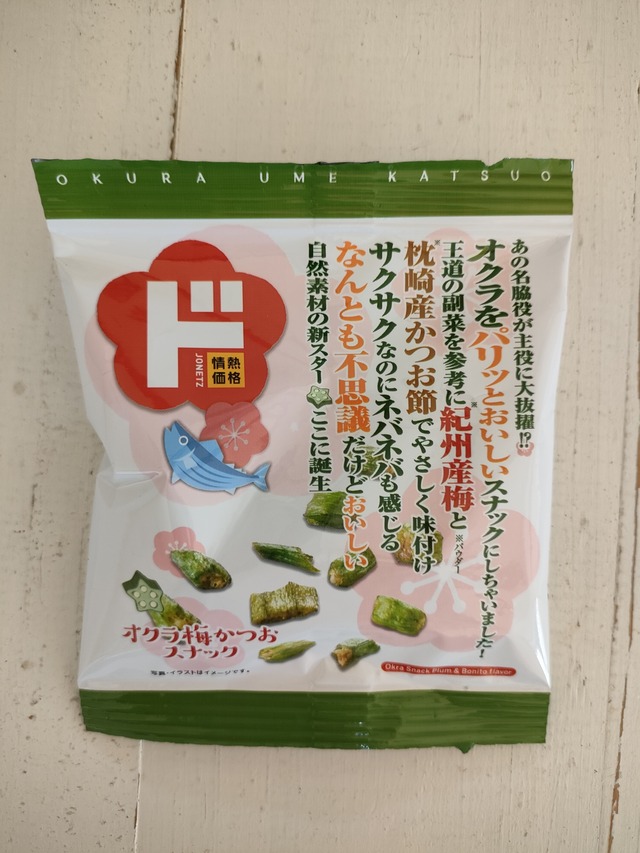 OKURA UME KATSUO
ド
JONETZ
情熱
価格
あの名脇役が主役に大抜擢!?
オクラをパリッとおいしいスナックにしちゃいました!
王道の副菜を参考に※紀州産梅と※パウダー
※枕崎産かつお節でやさしく味付け
サクサクなのにネバネバも感じる
なんとも不思議だけどおいしい
自然素材の新スターここに誕生
オクラ梅かつお
スナック
写真・イラストはイメージです。
Okra Snack Plum & Bonito Flavor